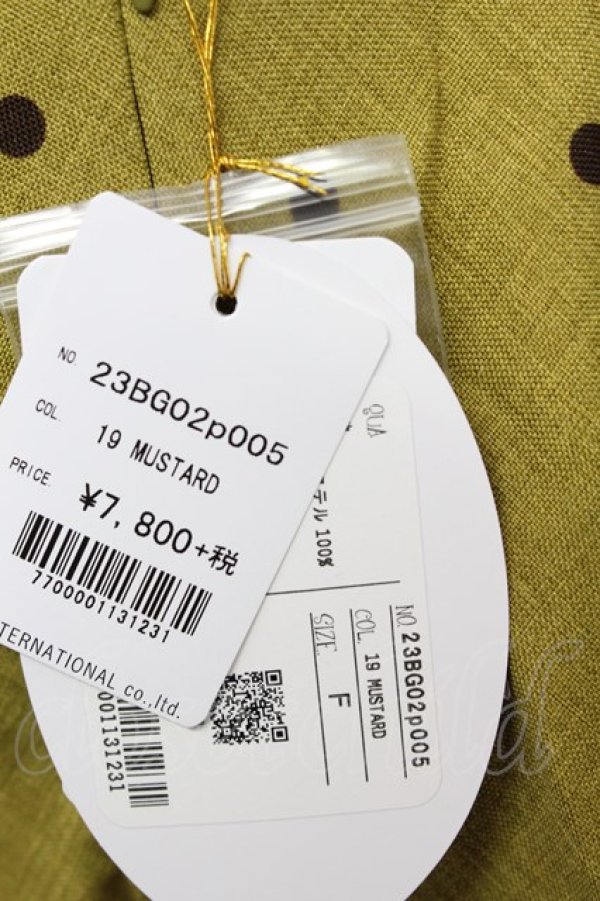 NO. 23BG02p005
COL. 19 MUSTARD
PRICE. ¥7,800+税
7700001131231
TERNATIONAL co.,ltd.
QUA
テル 100%
NO. 23BG02p005
COL. 19 MUSTARD
SIZE. F
001131231